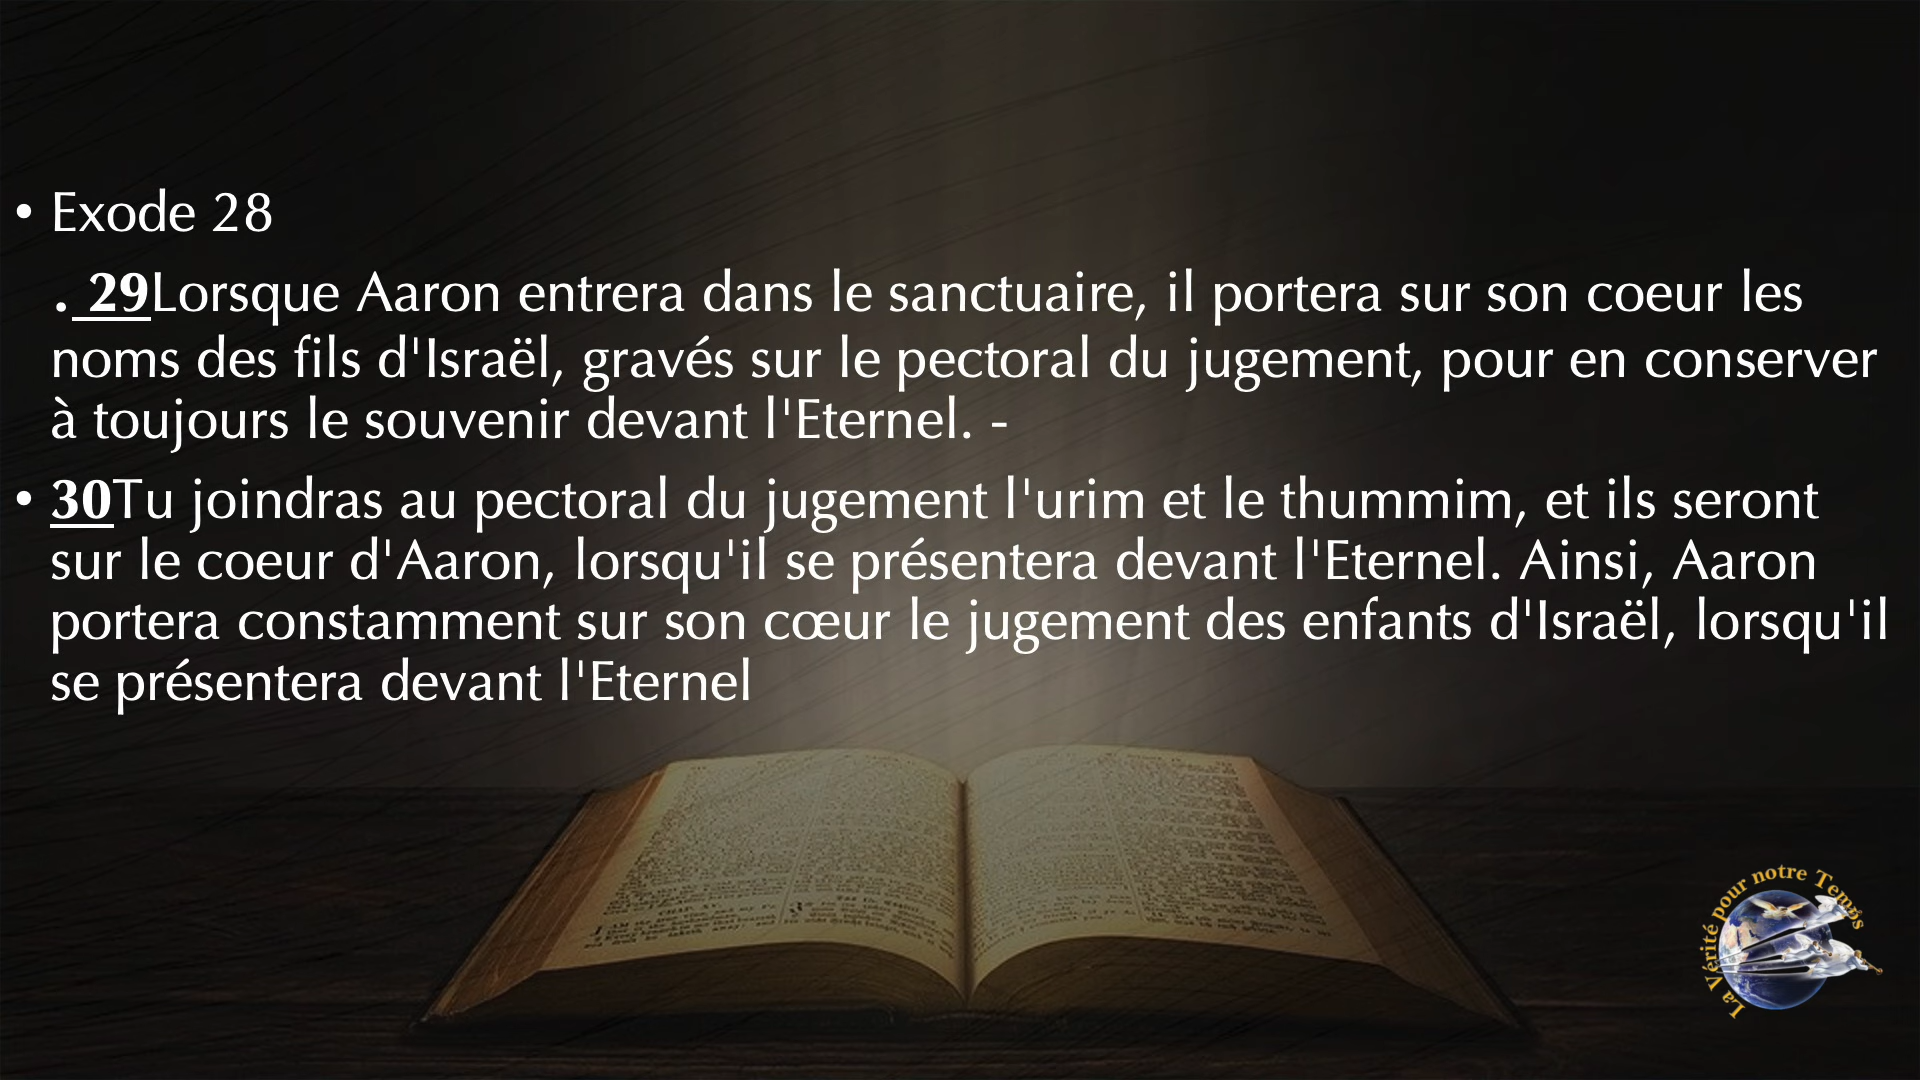 • Exode 28
. 29Lorsque Aaron entrera dans le sanctuaire, il portera sur son coeur les
noms des fils d'Israël, gravés sur le pectoral du jugement, pour en conserver
à toujours le souvenir devant l'Eternel. -
• 30Tu joindras au pectoral du jugement l'urim et le thummim, et ils seront
sur le coeur d'Aaron, lorsqu'il se présentera devant l'Eternel. Ainsi, Aaron
portera constamment sur son cœur le jugement des enfants d'Israël, lorsqu'il
se présentera devant l'Eternel
La Vérité pour notre Temps